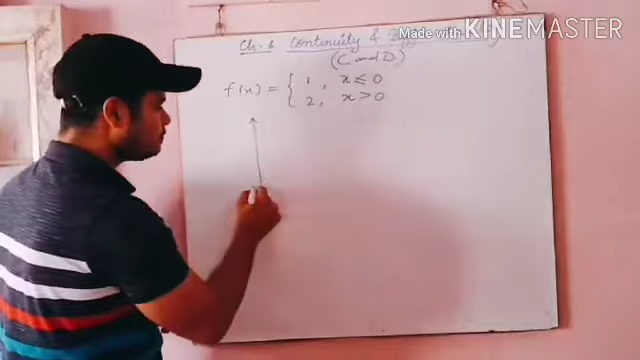 Made with KINEMASTER
Ch-6 Continuity &
(C and D)
f(x) = { 1, x ≤ 0
2, x > 0